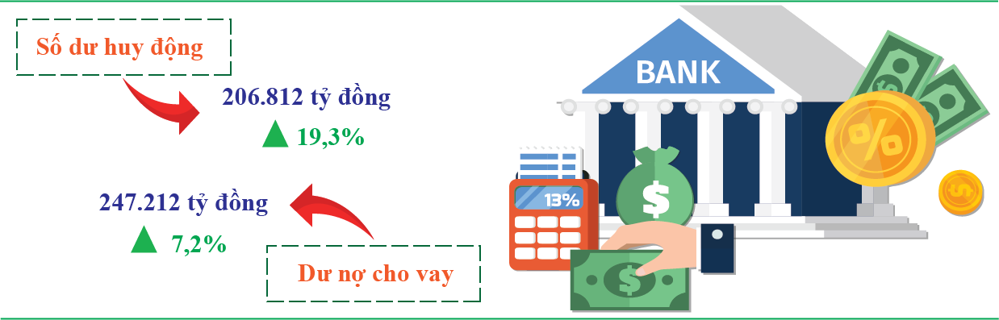 Số dư huy động
206.812 tỷ đồng
19,3%
247.212 tỷ đồng
7,2%
Dư nợ cho vay
BANK
%
$
13%
$
$
$